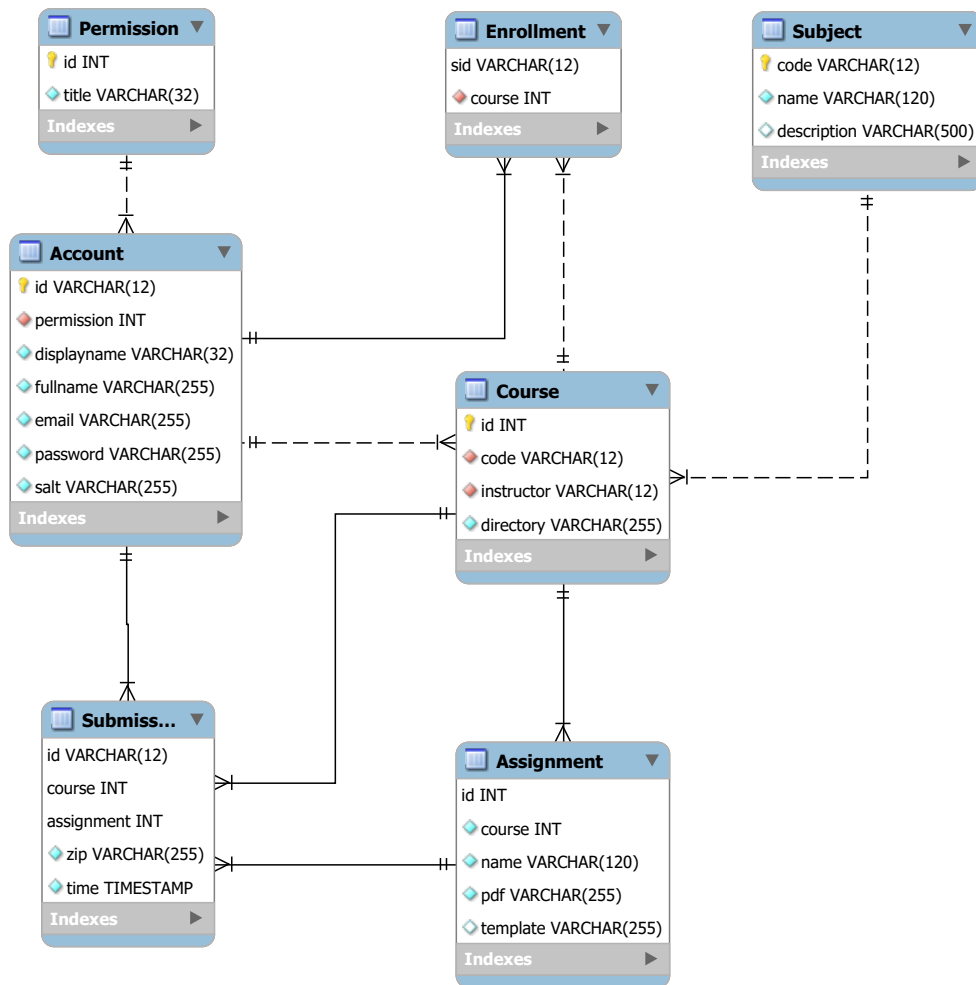 Permission
id INT
title VARCHAR(32)
Indexes
Enrollment
sid VARCHAR(12)
course INT
Indexes
Subject
code VARCHAR(12)
name VARCHAR(120)
description VARCHAR(500)
Indexes
Account
id VARCHAR(12)
permission INT
displayname VARCHAR(32)
fullname VARCHAR(255)
email VARCHAR(255)
password VARCHAR(255)
salt VARCHAR(255)
Indexes
Course
id INT
code VARCHAR(12)
instructor VARCHAR(12)
directory VARCHAR(255)
Indexes
Submiss...
id VARCHAR(12)
course INT
assignment INT
zip VARCHAR(255)
time TIMESTAMP
Indexes
Assignment
id INT
course INT
name VARCHAR(120)
pdf VARCHAR(255)
template VARCHAR(255)
Indexes